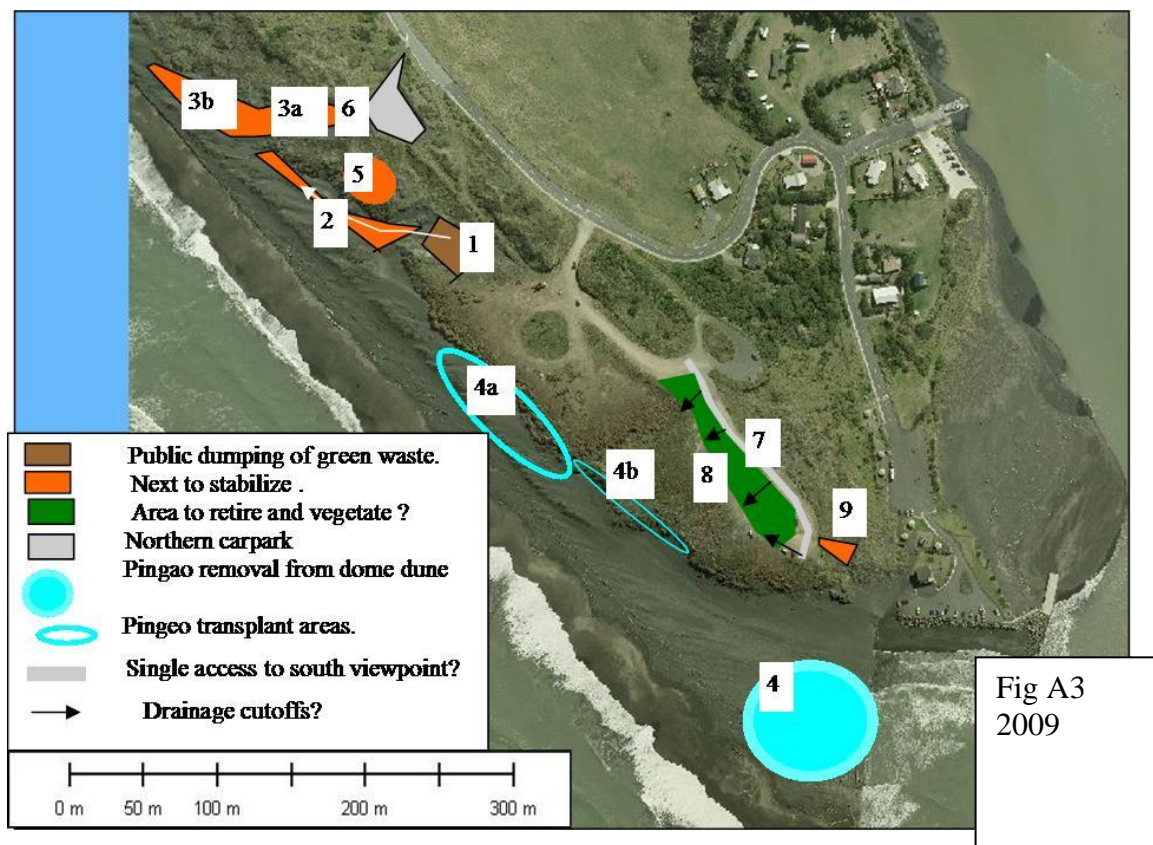 3b
3a
6
5
2
1
4a
4b
7
8
9
4
Public dumping of green waste.
Next to stabilize .
Area to retire and vegetate ?
Northern carpark
Pingao removal from dome dune
Pingeo transplant areas.
Single access to south viewpoint?
Drainage cutoffs?
0 m 50 m 100 m 200 m 300 m
Fig A3
2009